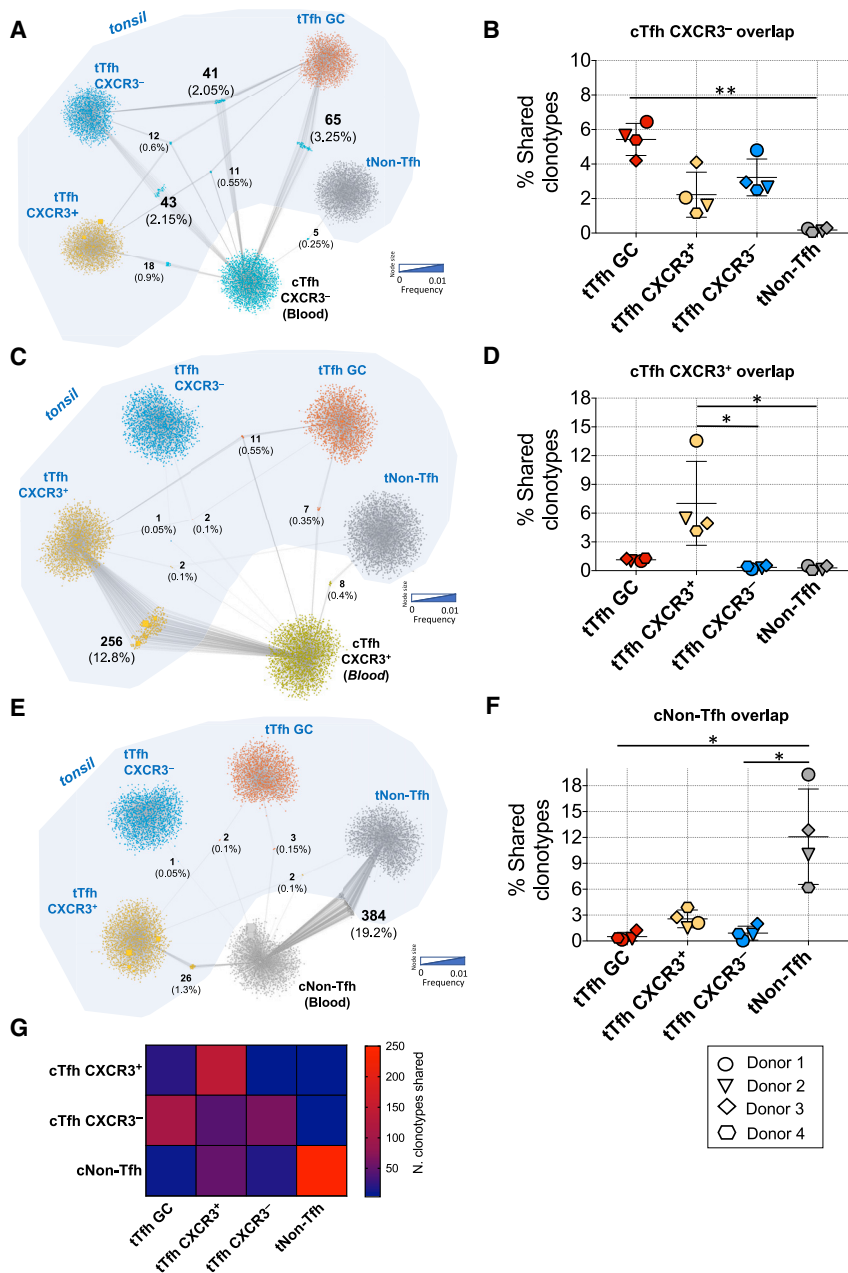 A
tonsil
tTfh GC
tTfh
CXCR3–
41
(2.05%)
65
(3.25%)
12
(0.6%)
tNon-Tfh
11
(0.55%)
tTfh
CXCR3+
43
(2.15%)
5
(0.25%)
18
(0.9%)
cTfh
CXCR3–
(Blood)
Node size
0.01
Frequency
B
cTfh CXCR3– overlap
% Shared
clonotypes
10
8
6
4
2
0
**
tTfh GC
tTfh CXCR3+
tTfh CXCR3–
tNon-Tfh
C
tonsil
tTfh
CXCR3–
tTfh GC
11
(0.55%)
tNon-Tfh
tTfh
CXCR3+
1
(0.05%)
2
(0.1%)
7
(0.35%)
2
(0.1%)
8
(0.4%)
256
(12.8%)
cTfh
CXCR3+
(Blood)
Node size
0.01
Frequency
D
cTfh CXCR3+ overlap
% Shared
clonotypes
18
15
12
9
6
3
0
*
*
tTfh GC
tTfh CXCR3+
tTfh CXCR3–
tNon-Tfh
E
tonsil
tTfh
CXCR3–
tTfh GC
tNon-Tfh
2
(0.1%)
3
(0.15%)
1
(0.05%)
2
(0.1%)
tTfh
CXCR3+
384
(19.2%)
26
(1.3%)
cNon-Tfh
(Blood)
Node size
0.01
Frequency
F
cNon-Tfh overlap
% Shared
clonotypes
18
15
12
9
6
3
0
*
*
tTfh GC
tTfh CXCR3+
tTfh CXCR3–
tNon-Tfh
Donor 1
Donor 2
Donor 3
Donor 4
G
cTfh CXCR3+
cTfh CXCR3–
cNon-Tfh
tTfh GC
tTfh CXCR3+
tTfh CXCR3–
tNon-Tfh
250
200
150
100
50
N. clonotypes shared